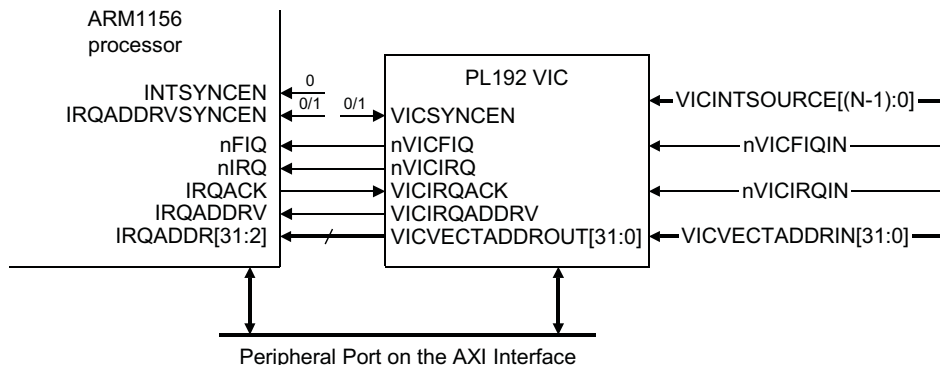 ARM1156
processor
PL192 VIC
INTSYNCEN
0
IRQADDRVSYNCEN
0/1
0/1
VICSYNCEN
VICINTSOURCE[(N-1):0]
nFIQ
nVICFIQ
nVICFIQIN
nIRQ
nVICIRQ
IRQACK
VICIRQACK
nVICIRQIN
IRQADDRV
VICIRQADDRV
IRQADDR[31:2]
VICVECTADDROUT[31:0]
VICVECTADDRIN[31:0]
Peripheral Port on the AXI Interface